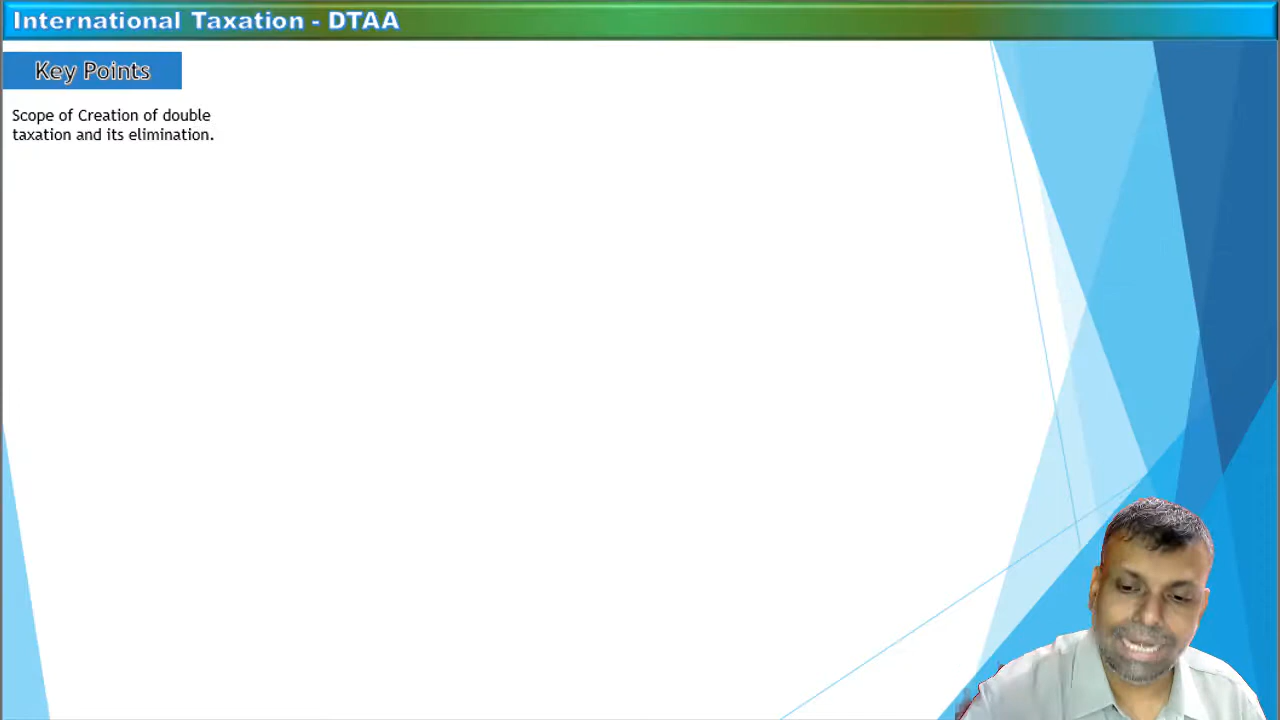 International Taxation - DTAA
Key Points
Scope of Creation of double
taxation and its elimination.